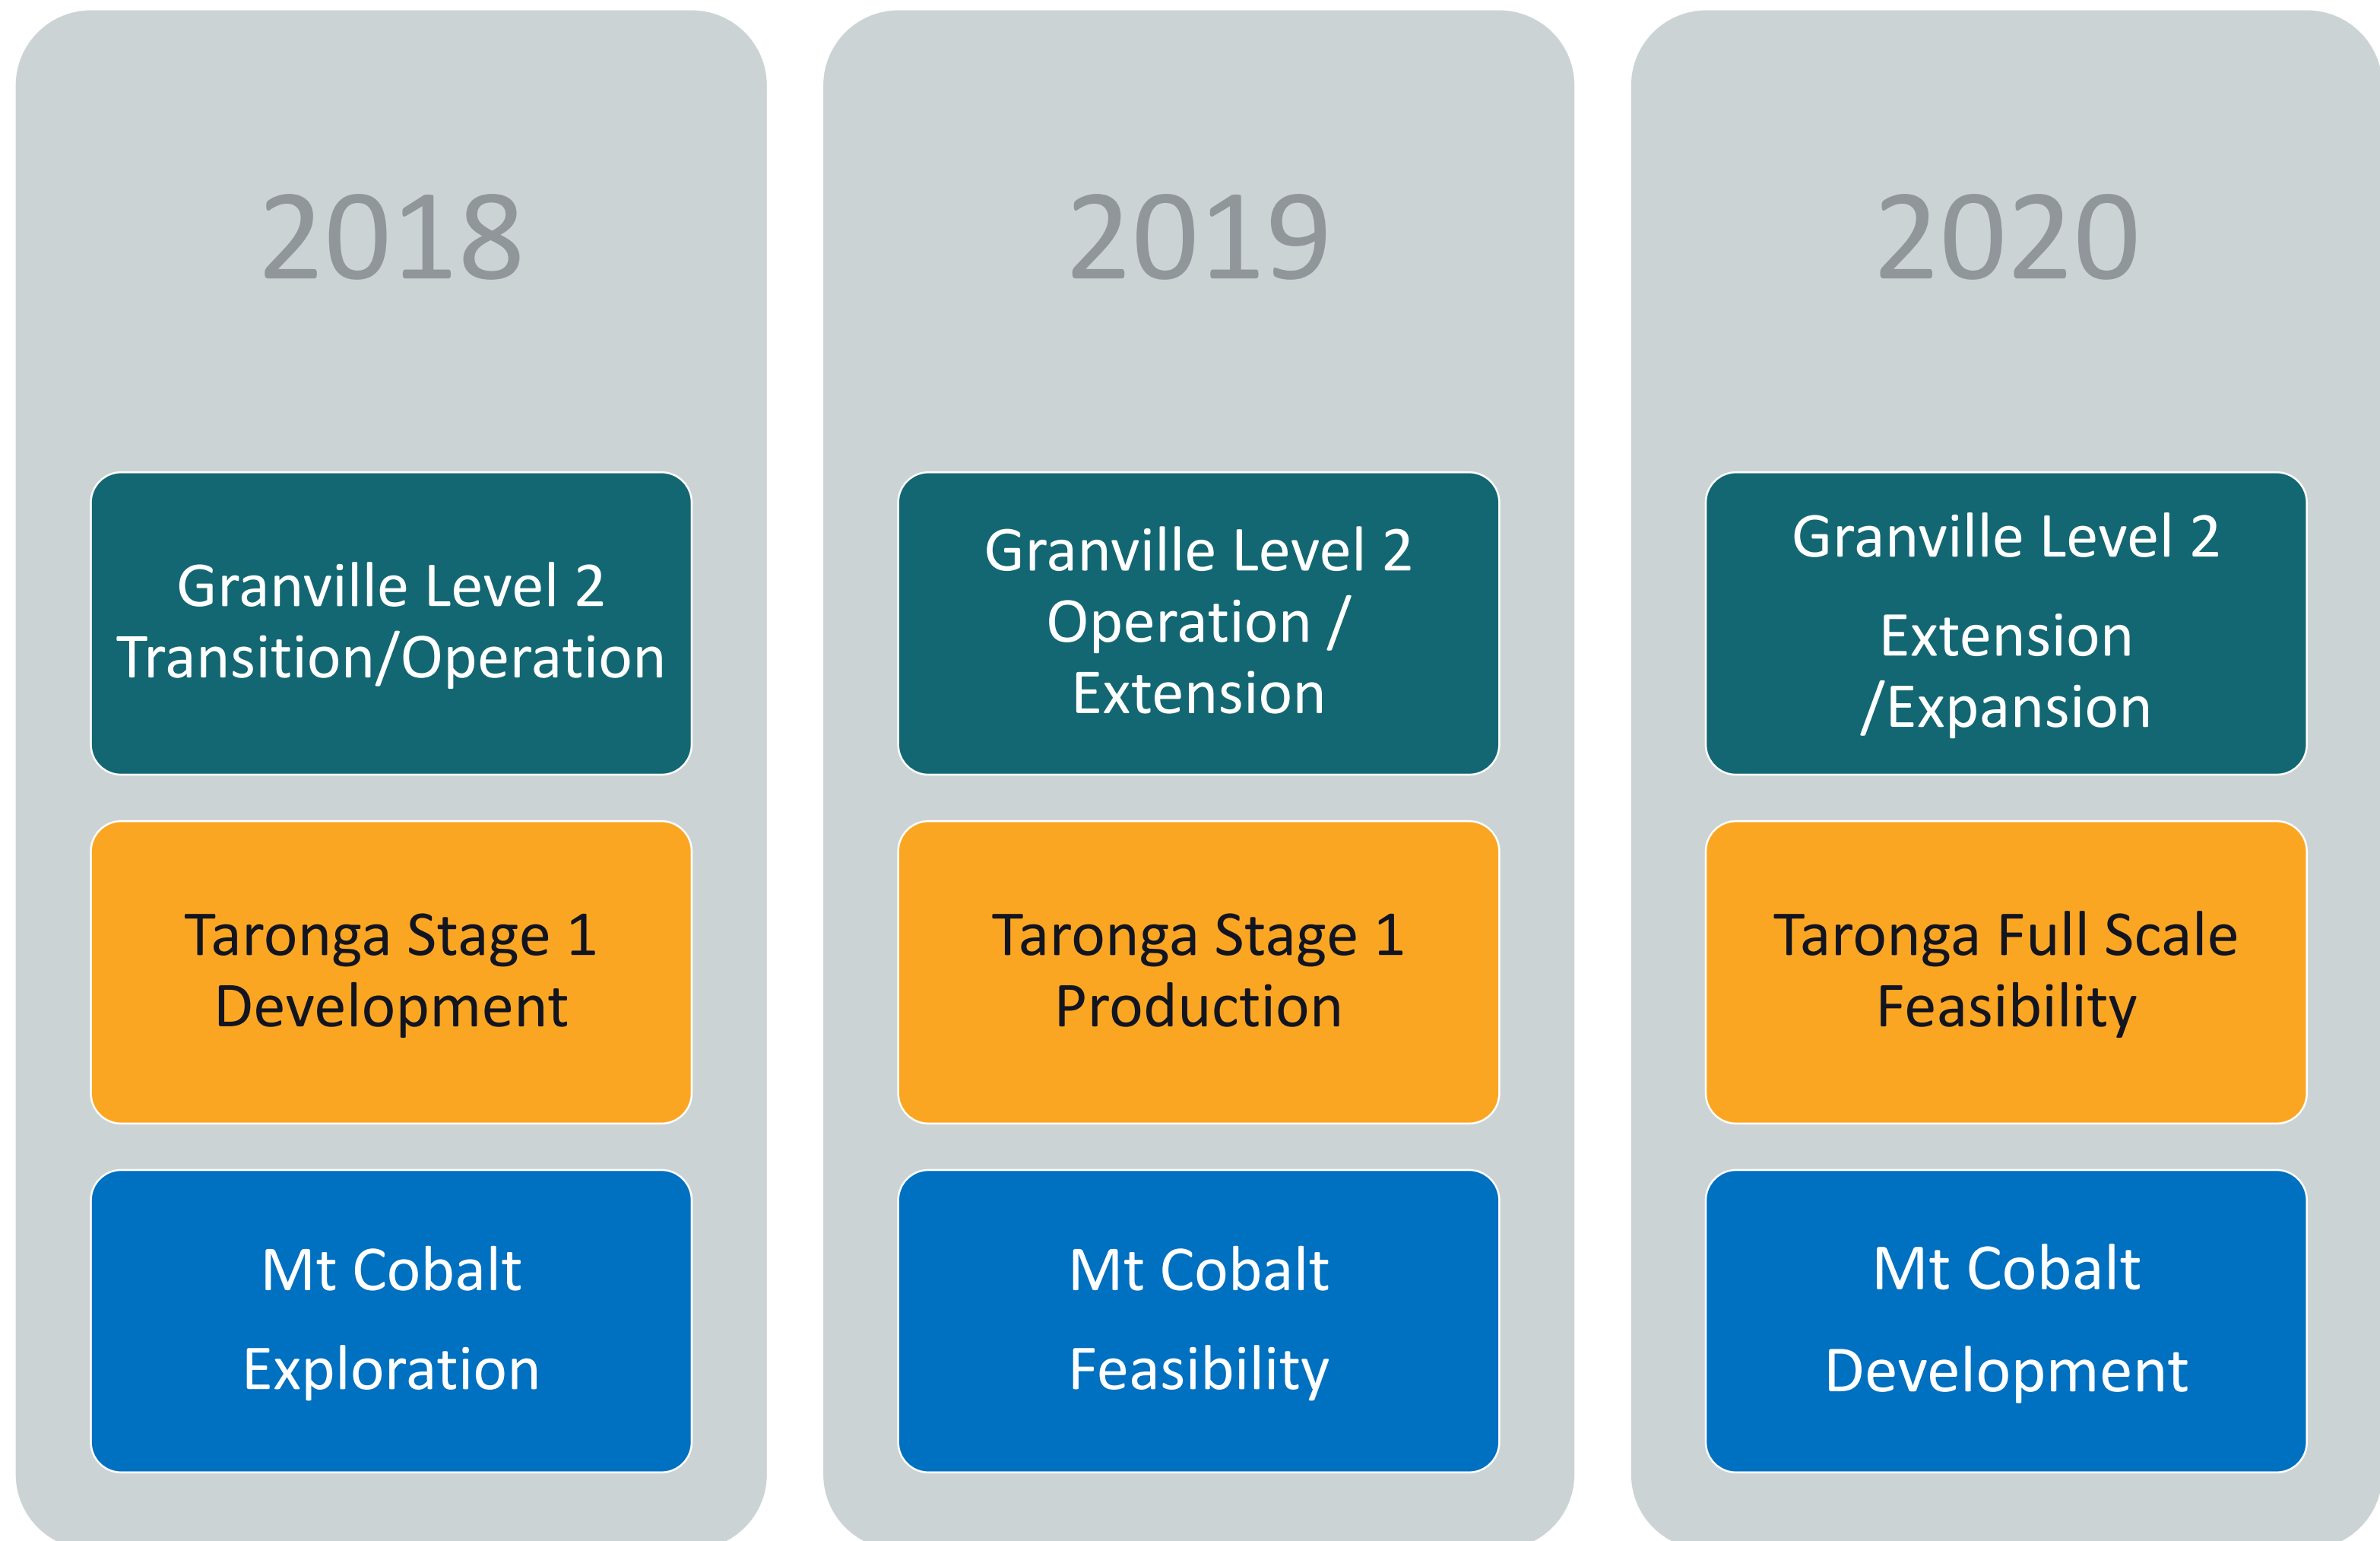 2018
Granville Level 2
Transition/Operation
Taronga Stage 1
Development
Mt Cobalt
Exploration
2019
Granville Level 2
Operation /
Extension
Taronga Stage 1
Production
Mt Cobalt
Feasibility
2020
Granville Level 2
Extension
/Expansion
Taronga Full Scale
Feasibility
Mt Cobalt
Development